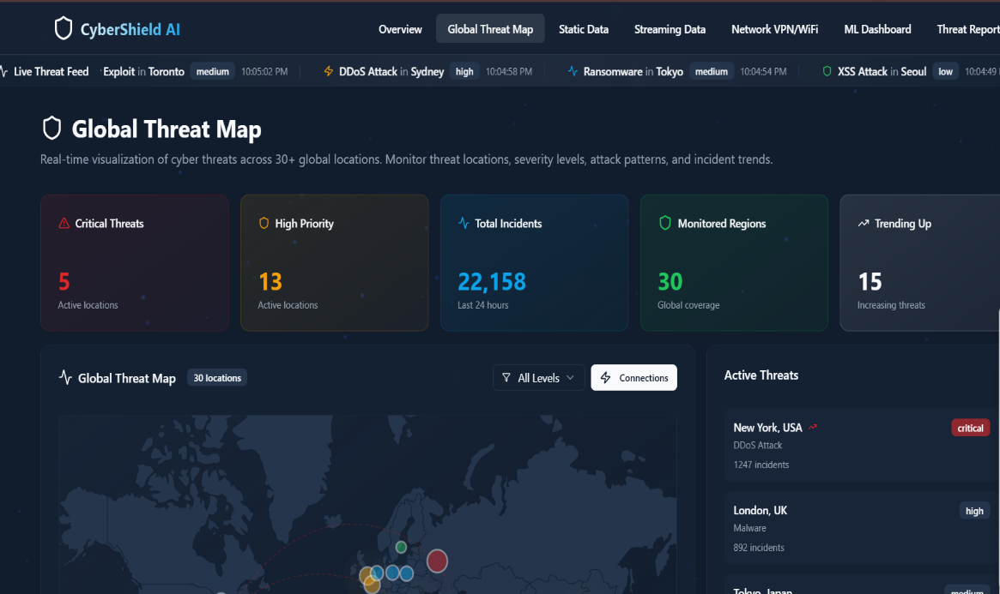 CyberShield AI
Overview
Global Threat Map
Static Data
Streaming Data
Network VPN/WiFi
ML Dashboard
Threat Report
Live Threat Feed
Exploit in Toronto medium 10:05:02 PM
DDoS Attack in Sydney high 10:04:58 PM
Ransomware in Tokyo medium 10:04:54 PM
XSS Attack in Seoul low 10:04:49
Global Threat Map
Real-time visualization of cyber threats across 30+ global locations. Monitor threat locations, severity levels, attack patterns, and incident trends.
Critical Threats
5
Active locations
High Priority
13
Active locations
Total Incidents
22,158
Last 24 hours
Monitored Regions
30
Global coverage
Trending Up
15
Increasing threats
Global Threat Map 30 locations
All Levels
Connections
Active Threats
New York, USA critical
DDoS Attack
1247 incidents
London, UK high
Malware
892 incidents
Tokyo, Japan medium